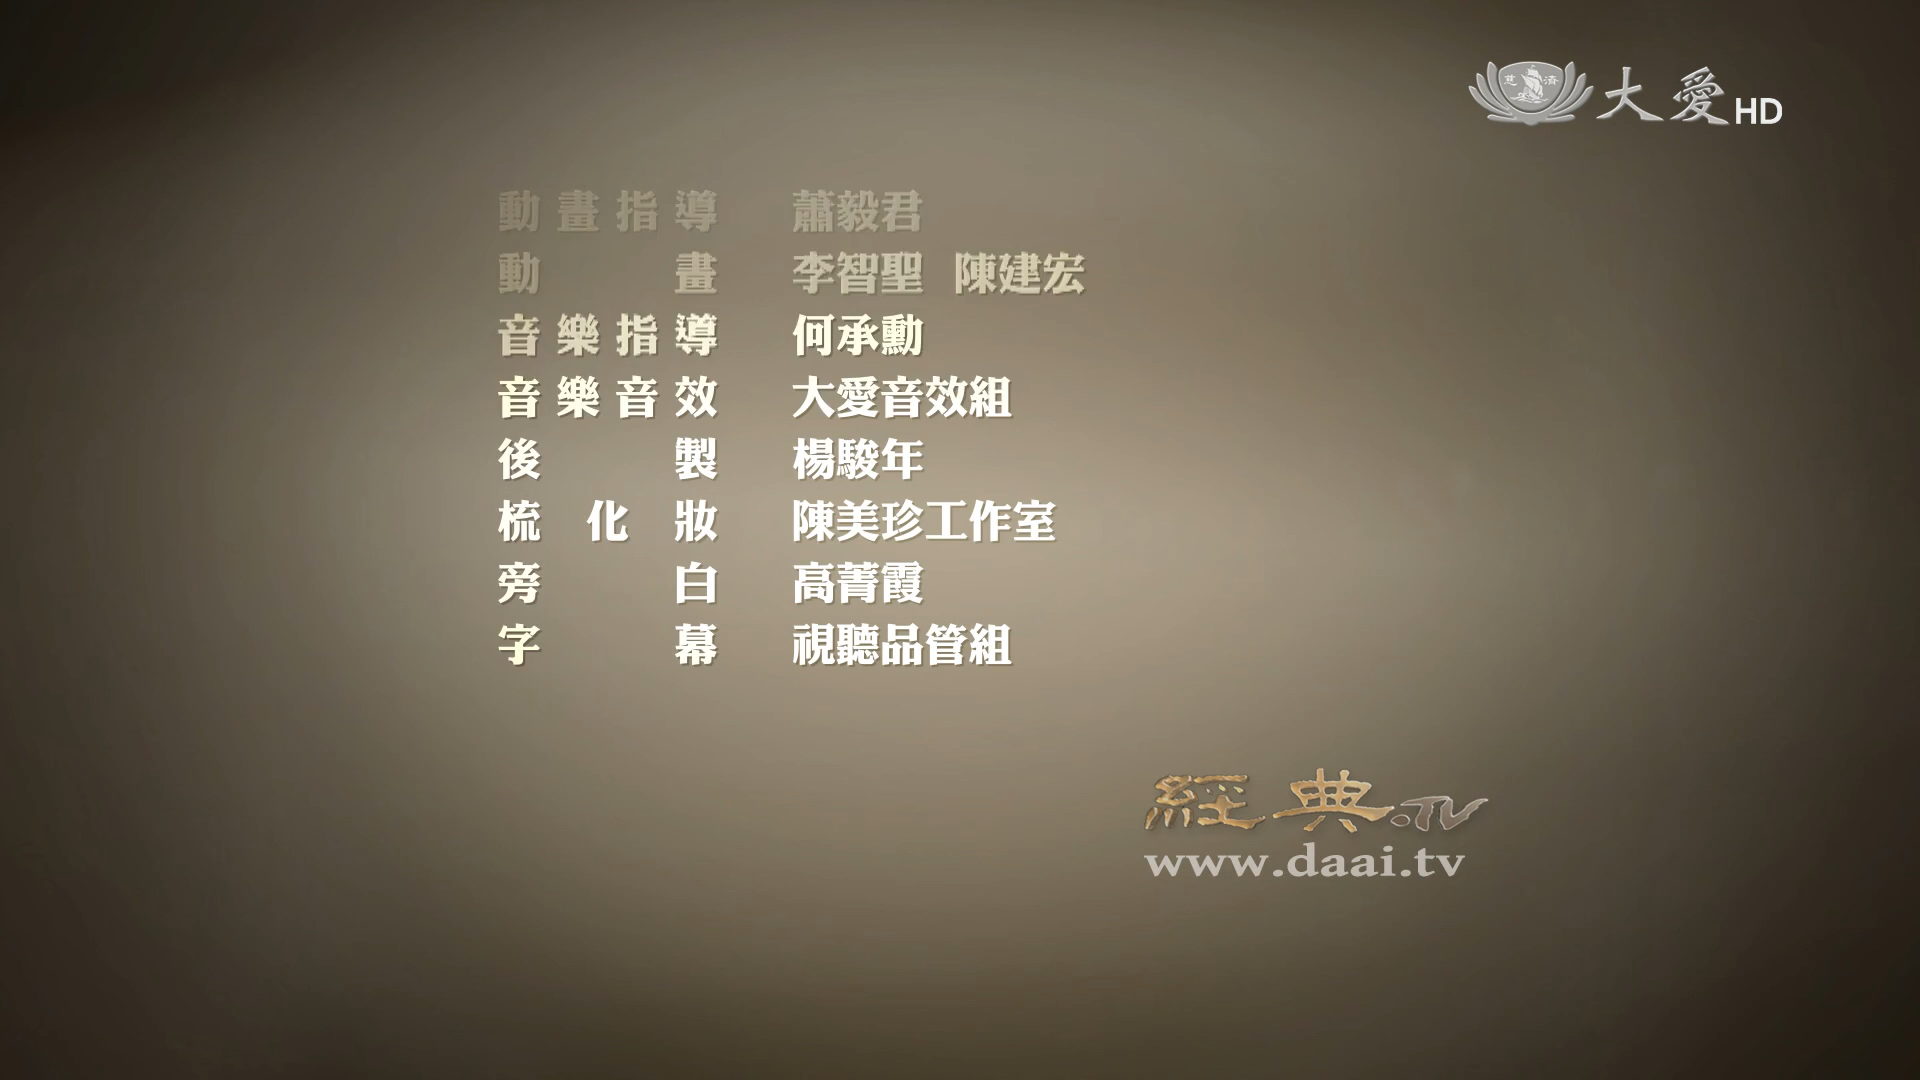 慈濟 大愛HD
動畫指導 蕭毅君
動畫 李智聖 陳建宏
音樂指導 何承勳
音樂音效 大愛音效組
後製 楊駿年
梳化妝 陳美珍工作室
旁白 高菁霞
字幕 視聽品管組
經典.TV
www.daai.tv